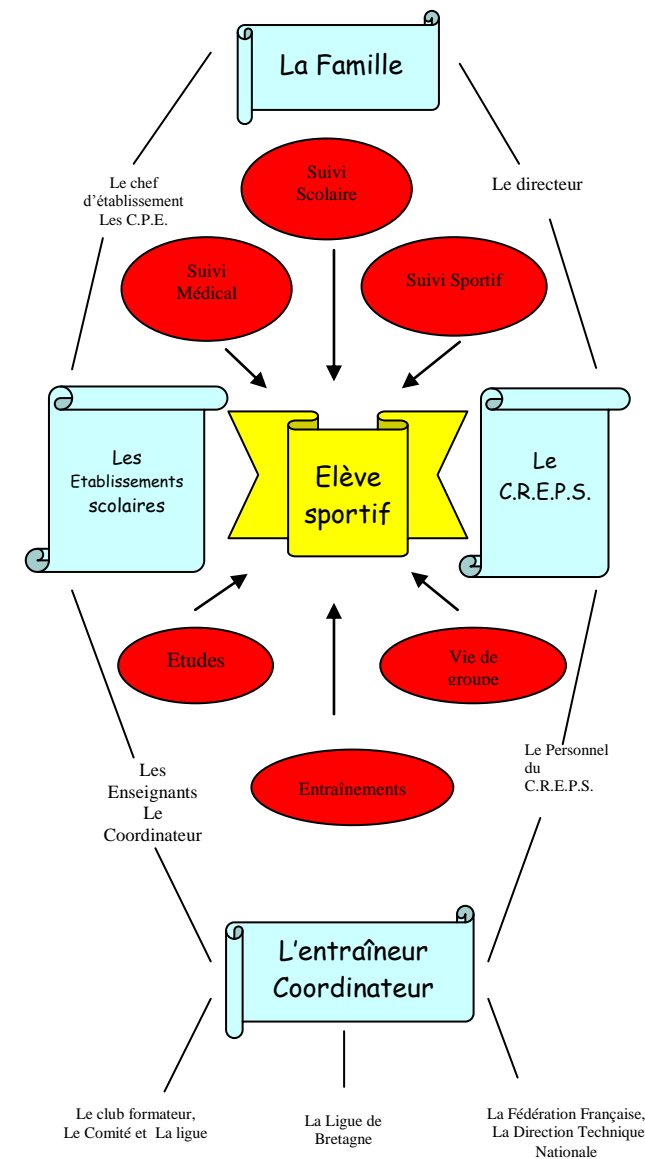 La Famille
Suivi
Scolaire
Le chef
d'établissement
Les C.P.E.
Le directeur
Suivi
Médical
Suivi Sportif
Les
Etablissements
scolaires
Elève
sportif
Le
C.R.E.P.S.
Etudes
Vie de
groupe
Entraînements
Le Personnel
du
C.R.E.P.S.
Les
Enseignants
Le
Coordinateur
L'entraîneur
Coordinateur
Le club formateur,
Le Comité et La ligue
La Ligue de
Bretagne
La Fédération Française,
La Direction Technique
Nationale